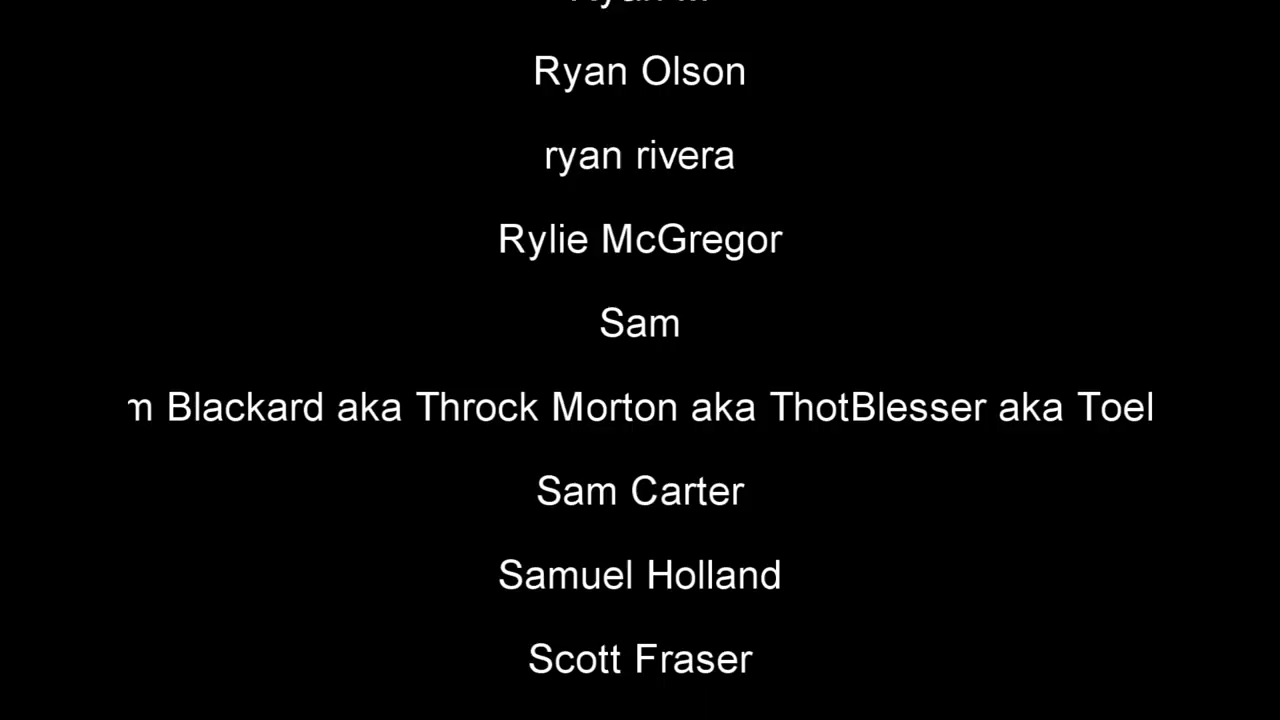 Ryan Olson
ryan rivera
Rylie McGregor
Sam
m Blackard aka Throck Morton aka ThotBlesser aka Toel
Sam Carter
Samuel Holland
Scott Fraser